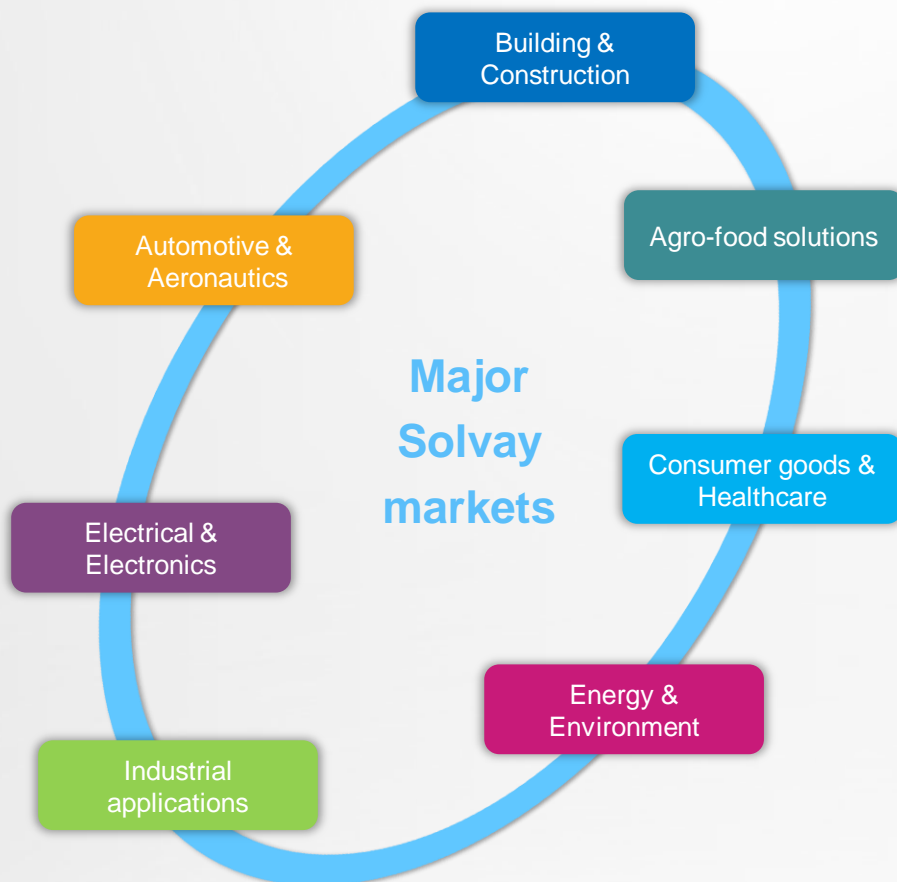 Building &
Construction
Automotive &
Aeronautics
Agro-food solutions
Major
Solvay
markets
Consumer goods &
Healthcare
Electrical &
Electronics
Energy &
Environment
Industrial
applications